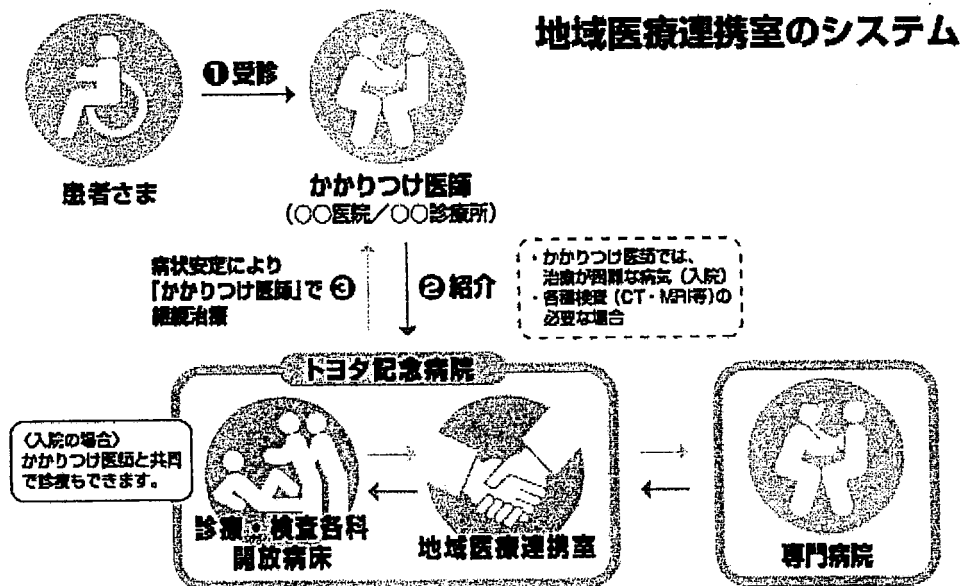 地域医療連携室のシステム
❶受診
患者さま
かかりつけ医師
(〇〇医院／〇〇診療所)
病状安定により
「かかりつけ医師」で ❸
継続治療
❷紹介
・かかりつけ医師では、
治療が困難な病気（入院）
・各種検査（CT・MRI等）の
必要な場合
トヨタ記念病院
〈入院の場合〉
かかりつけ医師と共同
で診療もできます。
診療・検査各科
開放病床
地域医療連携室
専門病院